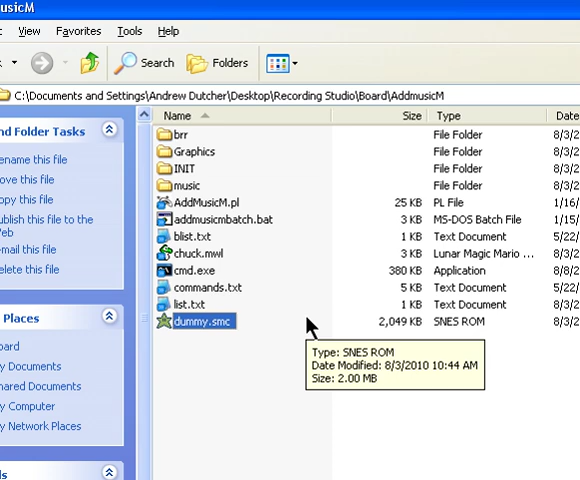 usicM
View Favorites Tools Help
Search Folders
C:\Documents and Settings\Andrew Dutcher\Desktop\Recording Studio\Board\AddmusicM
Name Size Type Date
nd Folder Tasks
ename this file
ove this file
opy this file
ublish this file to the
eb
-mail this file
elete this file
Places
oard
y Documents
hared Documents
y Computer
y Network Places
ls
brr File Folder 8/3/2
Graphics File Folder 8/3/2
INIT File Folder 8/3/2
music File Folder 8/3/2
AddMusicM.pl 25 KB PL File 1/16/
addmusicmbatch.bat 3 KB MS-DOS Batch File 1/15/
blist.txt 1 KB Text Document 5/22/
chuck.mwl 3 KB Lunar Magic Mario ... 8/3/2
cmd.exe 380 KB Application 8/8/2
commands.txt 5 KB Text Document 5/22/
list.txt 1 KB Text Document 8/3/2
dummy.smc 2,049 KB SNES ROM 8/3/2
Type: SNES ROM
Date Modified: 8/3/2010 10:44 AM
Size: 2.00 MB